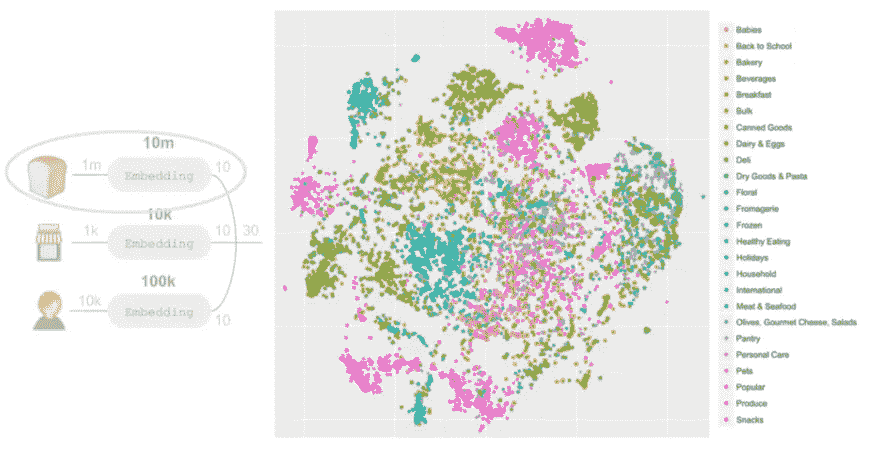 10m
1m Embedding 10
10k
1k Embedding 10 30
100k
10k Embedding 10
Babies
Back to School
Bakery
Beverages
Breakfast
Bulk
Canned Goods
Dairy & Eggs
Deli
Dry Goods & Pasta
Floral
Fromagerie
Frozen
Healthy Eating
Holidays
Household
International
Meat & Seafood
Olives, Gourmet Cheese, Salads
Pantry
Personal Care
Pets
Popular
Produce
Snacks